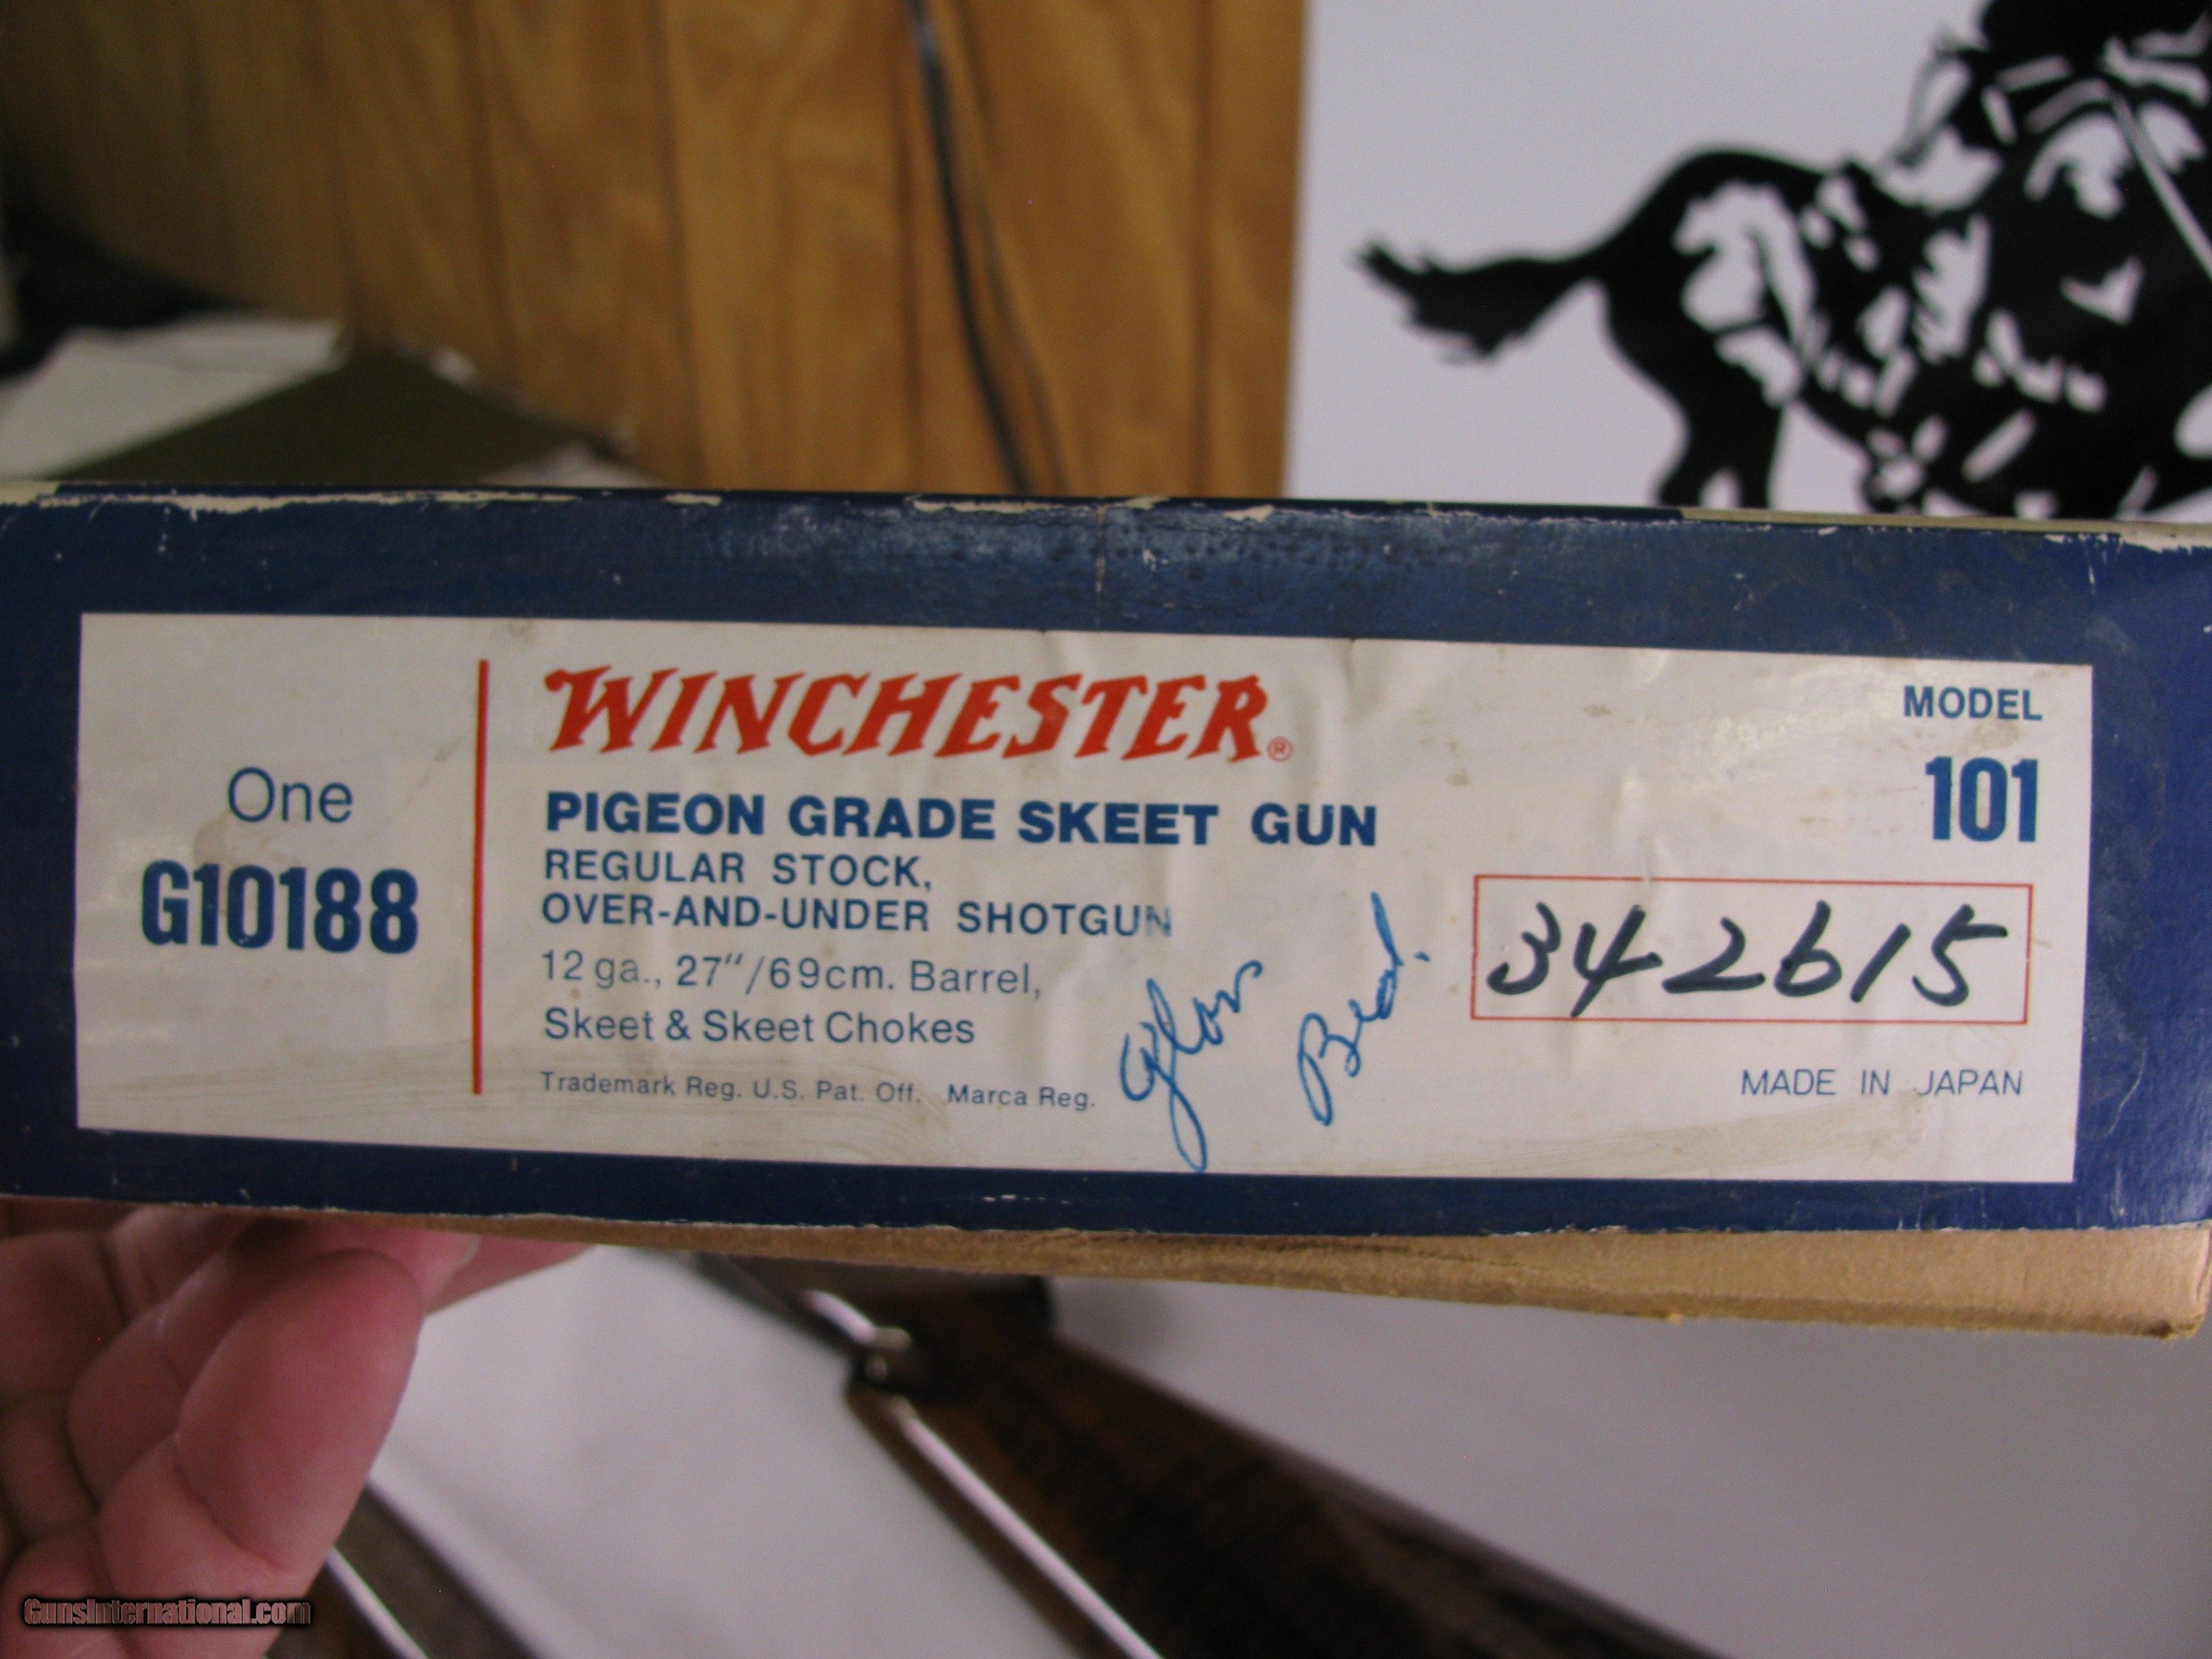 One
G10188
WINCHESTER®
PIGEON GRADE SKEET GUN
REGULAR STOCK,
OVER-AND-UNDER SHOTGUN
12 ga., 27"/69cm. Barrel,
Skeet & Skeet Chokes
Trademark Reg. U.S. Pat. Off. Marca Reg.
MODEL
101
342615
MADE IN JAPAN
GunsInternational.com